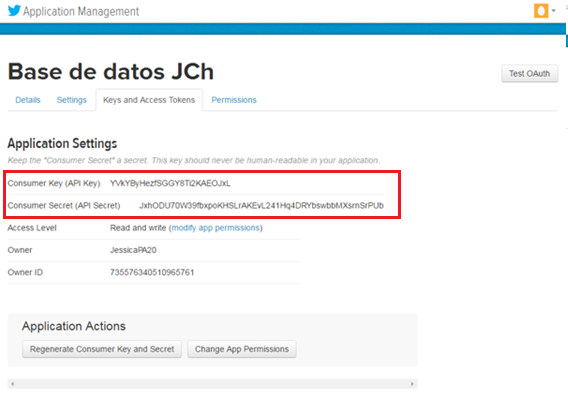 Application Management
Base de datos JCh
Test OAuth
Details Settings Keys and Access Tokens Permissions
Application Settings
Keep the "Consumer Secret" a secret. This key should never be human-readable in your application.
Consumer Key (API Key) YVkYByHezfSGGY8Ti2KAEOJxL
Consumer Secret (API Secret) JxhODU70W39fbxpoKHSLrAKEvL241Hq4DRYbswbbMXsrnSrPUb
Access Level Read and write (modify app permissions)
Owner JessicaPA20
Owner ID 735576340510965761
Application Actions
Regenerate Consumer Key and Secret Change App Permissions